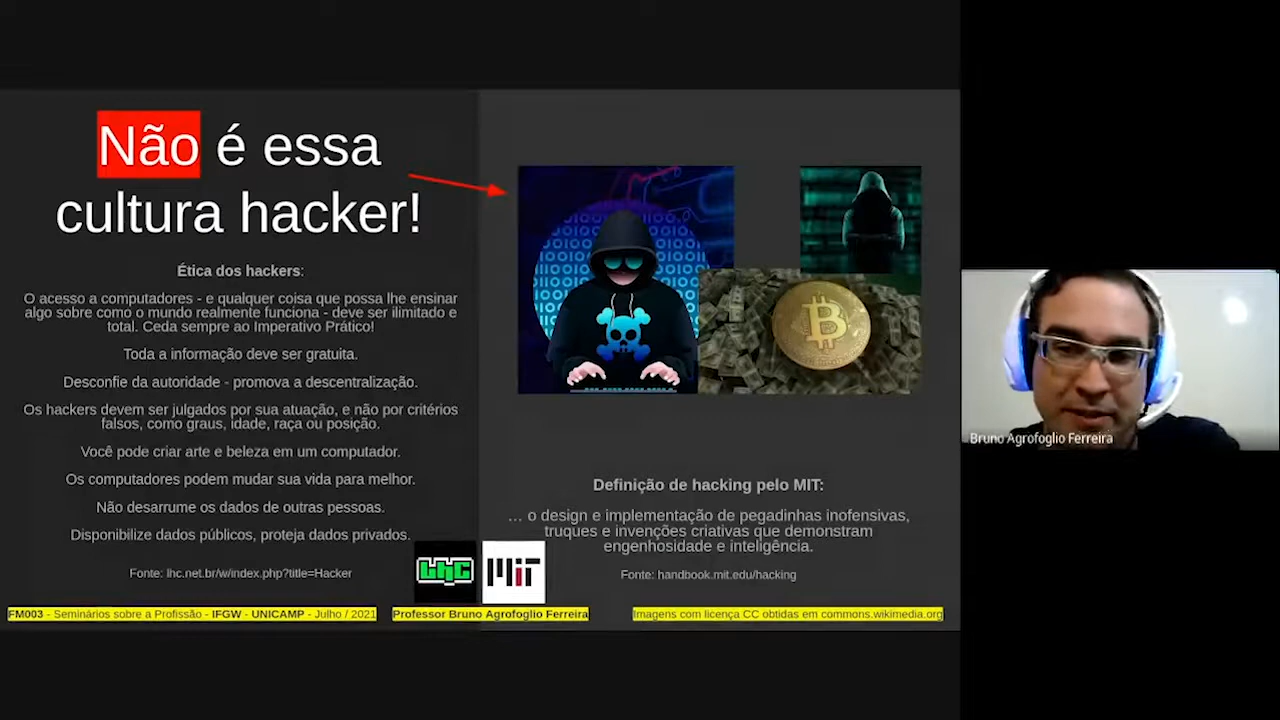 Não é essa
cultura hacker!
Ética dos hackers:
O acesso a computadores - e qualquer coisa que possa lhe ensinar
algo sobre como o mundo realmente funciona - deve ser ilimitado e
total. Ceda sempre ao Imperativo Prático!
Toda a informação deve ser gratuita.
Desconfie da autoridade - promova a descentralização.
Os hackers devem ser julgados por sua atuação, e não por critérios
falsos, como graus, idade, raça ou posição.
Você pode criar arte e beleza em um computador.
Os computadores podem mudar sua vida para melhor.
Não desarrume os dados de outras pessoas.
Disponibilize dados públicos, proteja dados privados.
Fonte: lhc.net.br/w/index.php?title=Hacker
Definição de hacking pelo MIT:
… o design e implementação de pegadinhas inofensivas,
truques e invenções criativas que demonstram
engenhosidade e inteligência.
Fonte: handbook.mit.edu/hacking
LHC
MIT
FM003 - Seminários sobre a Profissão - IFGW - UNICAMP - Julho / 2021
Professor Bruno Agrofoglio Ferreira
Imagens com licença CC obtidas em commons.wikimedia.org
Bruno Agrofoglio Ferreira